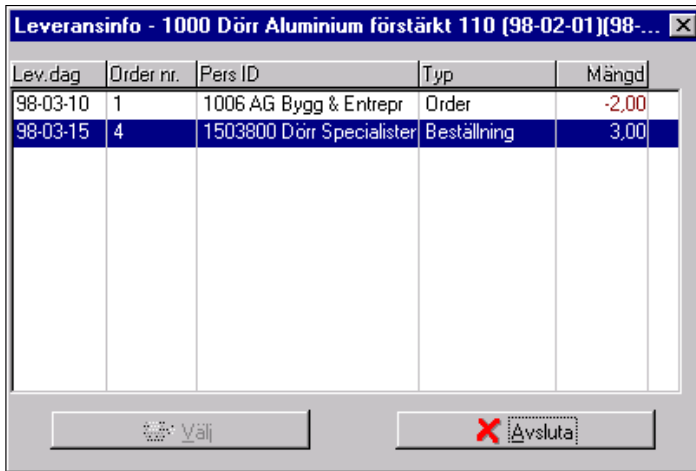 Leveransinfo - 1000 Dörr Aluminium förstärkt 110 (98-02-01)(98-...
Lev.dag Order nr. Pers ID Typ Mängd
98-03-10 1 1006 AG Bygg & Entrepr Order -2,00
98-03-15 4 1503800 Dörr Specialister Beställning 3,00
Välj Avsluta